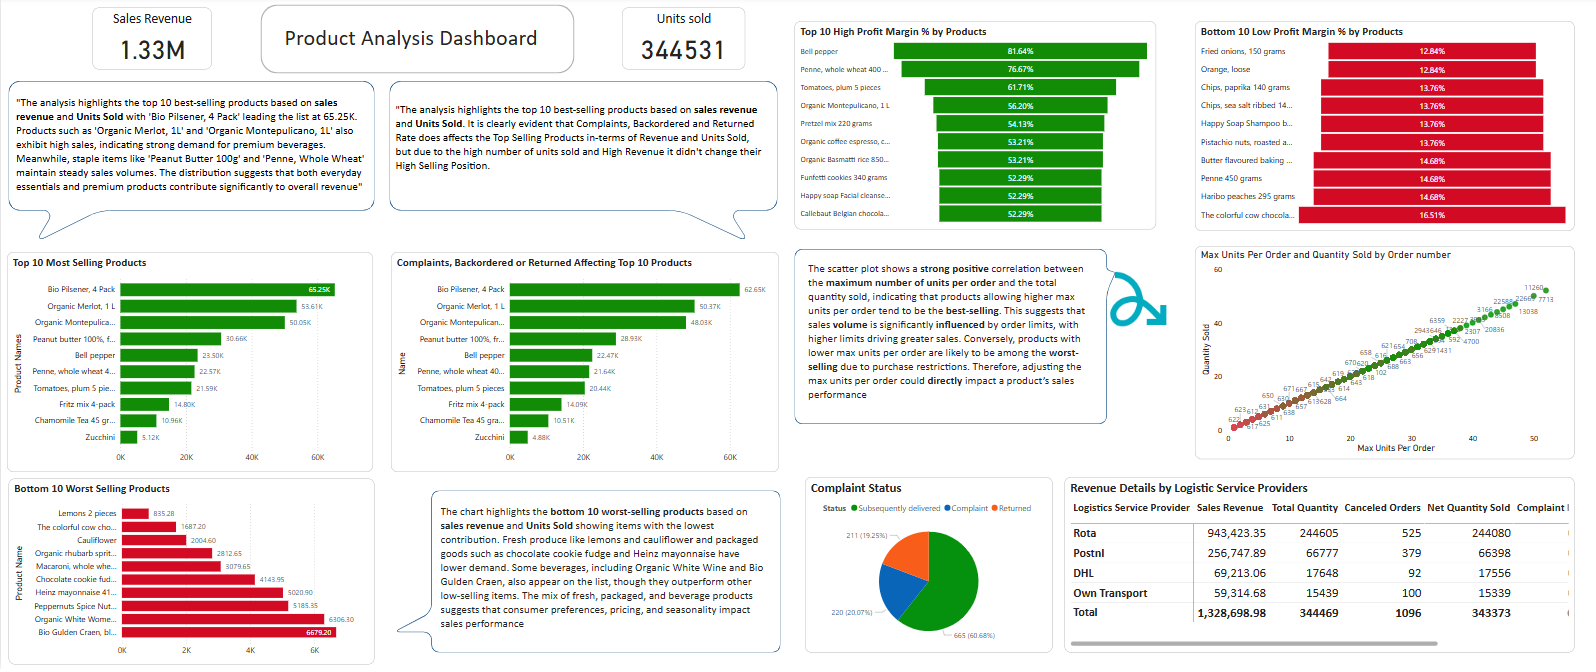 Sales Revenue
1.33M
Product Analysis Dashboard
Units sold
344531
"The analysis highlights the top 10 best-selling products based on sales
revenue and Units Sold with 'Bio Pilsener, 4 Pack' leading the list at 65.25K.
Products such as 'Organic Merlot, 1L' and 'Organic Montepulicano, 1L' also
exhibit high sales, indicating strong demand for premium beverages.
Meanwhile, staple items like 'Peanut Butter 100g' and 'Penne, Whole Wheat'
maintain steady sales volumes. The distribution suggests that both everyday
essentials and premium products contribute significantly to overall revenue"
"The analysis highlights the top 10 best-selling products based on sales revenue
and Units Sold. It is clearly evident that Complaints, Backordered and Returned
Rate does affects the Top Selling Products in-terms of Revenue and Units Sold,
but due to the high number of units sold and High Revenue it didn't change their
High Selling Position.
Top 10 High Profit Margin % by Products
Bell pepper 81.64%
Penne, whole wheat 400 ... 76.67%
Tomatoes, plum 5 pieces 61.71%
Organic Montepulicano, 1 L 56.20%
Pretzel mix 220 grams 54.13%
Organic coffee espresso, c... 53.21%
Organic Basmatti rice 850... 53.21%
Funfetti cookies 340 grams 52.29%
Happy soap Facial cleanse... 52.29%
Callebaut Belgian chocola... 52.29%
Bottom 10 Low Profit Margin % by Products
Fried onions, 150 grams 12.84%
Orange, loose 12.84%
Chips, paprika 140 grams 13.76%
Chips, sea salt ribbed 14... 13.76%
Happy Soap Shampoo b... 13.76%
Pistachio nuts, roasted a... 13.76%
Butter flavoured baking ... 14.68%
Penne 450 grams 14.68%
Haribo peaches 295 grams 14.68%
The colorful cow chocola... 16.51%
Top 10 Most Selling Products
Product Names
Bio Pilsener, 4 Pack 65.25K
Organic Merlot, 1 L 53.61K
Organic Montepulica... 50.05K
Peanut butter 100%, f... 30.66K
Bell pepper 23.50K
Penne, whole wheat 4... 22.57K
Tomatoes, plum 5 pie... 21.59K
Fritz mix 4-pack 14.80K
Chamomile Tea 45 gra... 10.96K
Zucchini 5.12K
0K 20K 40K 60K
Complaints, Backordered or Returned Affecting Top 10 Products
Name
Bio Pilsener, 4 Pack 62.65K
Organic Merlot, 1 L 50.37K
Organic Montepulican... 48.03K
Peanut butter 100%, fr... 28.93K
Bell pepper 22.47K
Penne, whole wheat 40... 21.64K
Tomatoes, plum 5 pieces 20.44K
Fritz mix 4-pack 14.09K
Chamomile Tea 45 gra... 10.51K
Zucchini 4.88K
0K 20K 40K 60K
The scatter plot shows a strong positive correlation between
the maximum number of units per order and the total
quantity sold, indicating that products allowing higher max
units per order tend to be the best-selling. This suggests that
sales volume is significantly influenced by order limits, with
higher limits driving greater sales. Conversely, products with
lower max units per order are likely to be among the worst-
selling due to purchase restrictions. Therefore, adjusting the
max units per order could directly impact a product's sales
performance
Max Units Per Order and Quantity Sold by Order number
Quantity Sold
60
40
20
0
11260
7713
13038
20836
4700
6359
658
650
664
625
0 10 20 30 40 50
Max Units Per Order
Bottom 10 Worst Selling Products
Product Name
Lemons 2 pieces 835.28
The colorful cow cho... 1687.20
Cauliflower 2004.60
Organic rhubarb sprit... 2812.65
Macaroni, whole whe... 3079.65
Chocolate cookie fud... 4143.95
Heinz mayonnaise 41... 5020.90
Peppernuts Spice Nut... 5185.35
Organic White Wome... 6306.30
Bio Gulden Craen, bl... 6679.20
0K 2K 4K 6K
The chart highlights the bottom 10 worst-selling products based on
sales revenue and Units Sold showing items with the lowest
contribution. Fresh produce like lemons and cauliflower and packaged
goods such as chocolate cookie fudge and Heinz mayonnaise have
lower demand. Some beverages, including Organic White Wine and Bio
Gulden Craen, also appear on the list, though they outperform other
low-selling items. The mix of fresh, packaged, and beverage products
suggests that consumer preferences, pricing, and seasonality impact
sales performance
Complaint Status
Status Subsequently delivered Complaint Returned
211 (19.25%)
220 (20.07%)
665 (60.68%)
Revenue Details by Logistic Service Providers
Logistic Service Provider Sales Revenue Total Quantity Canceled Orders Net Quantity Sold Complaint
Rota 943,423.35 244605 525 244080
Postnl 256,747.89 66777 379 66398
DHL 69,213.06 17648 92 17556
Own Transport 59,314.68 15439 100 15339
Total 1,328,698.98 344469 1096 343373